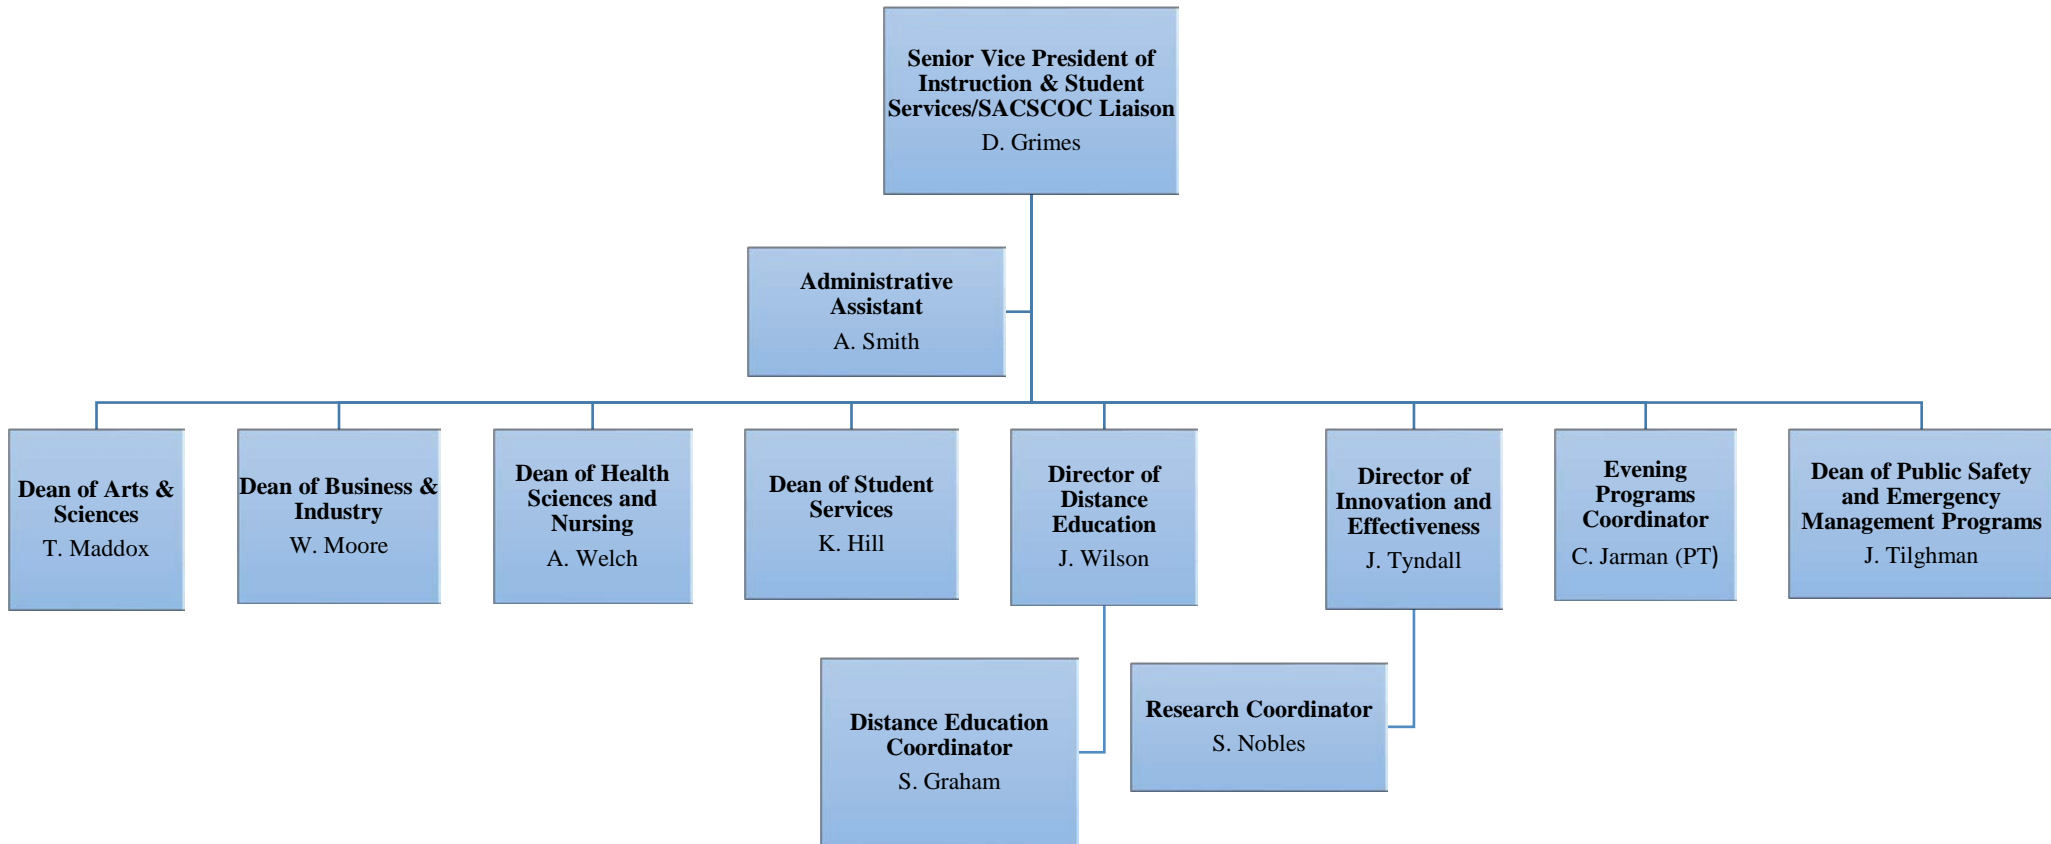 Senior Vice President of
Instruction & Student
Services/SACSCOC Liaison
D. Grimes
Administrative
Assistant
A. Smith
Dean of Arts &
Sciences
T. Maddox
Dean of Business &
Industry
W. Moore
Dean of Health
Sciences and
Nursing
A. Welch
Dean of Student
Services
K. Hill
Director of
Distance
Education
J. Wilson
Director of
Innovation and
Effectiveness
J. Tyndall
Evening
Programs
Coordinator
C. Jarman (PT)
Dean of Public Safety
and Emergency
Management Programs
J. Tilghman
Distance Education
Coordinator
S. Graham
Research Coordinator
S. Nobles